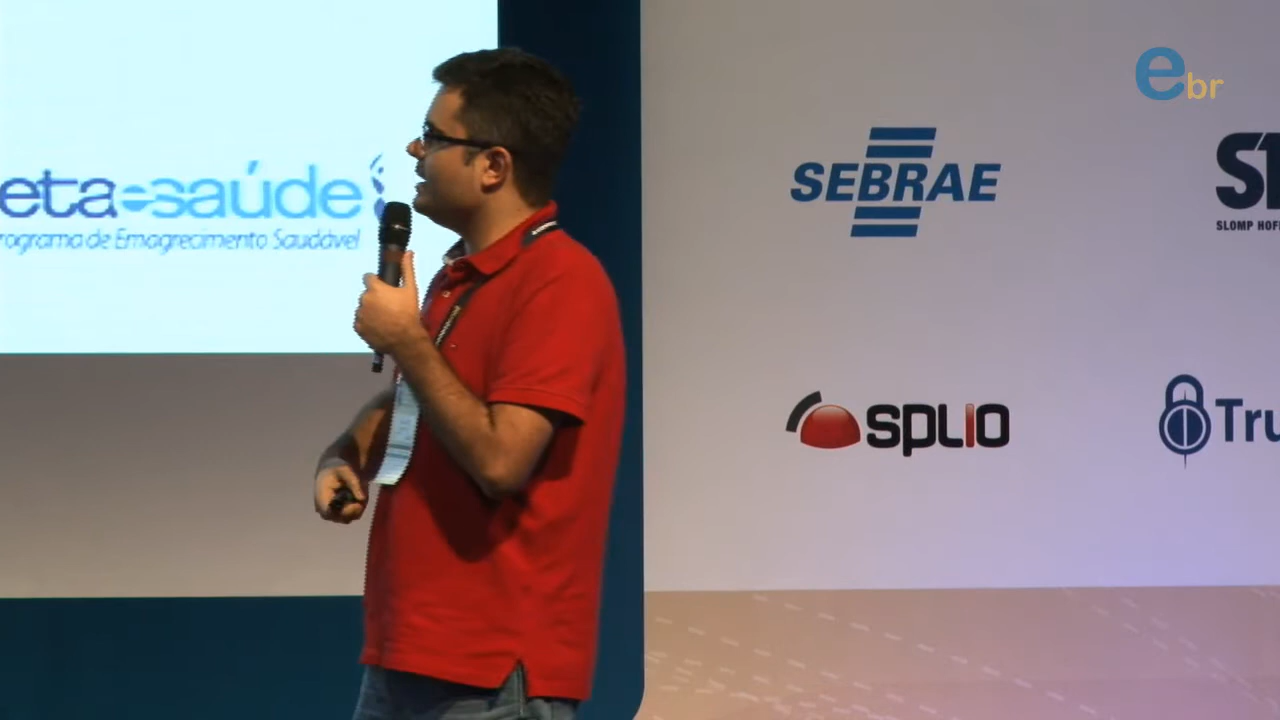 ebr
eta saúde
rograma de Emagrecimento Saudável
SEBRAE
SLOMP HOF
splio
Tru